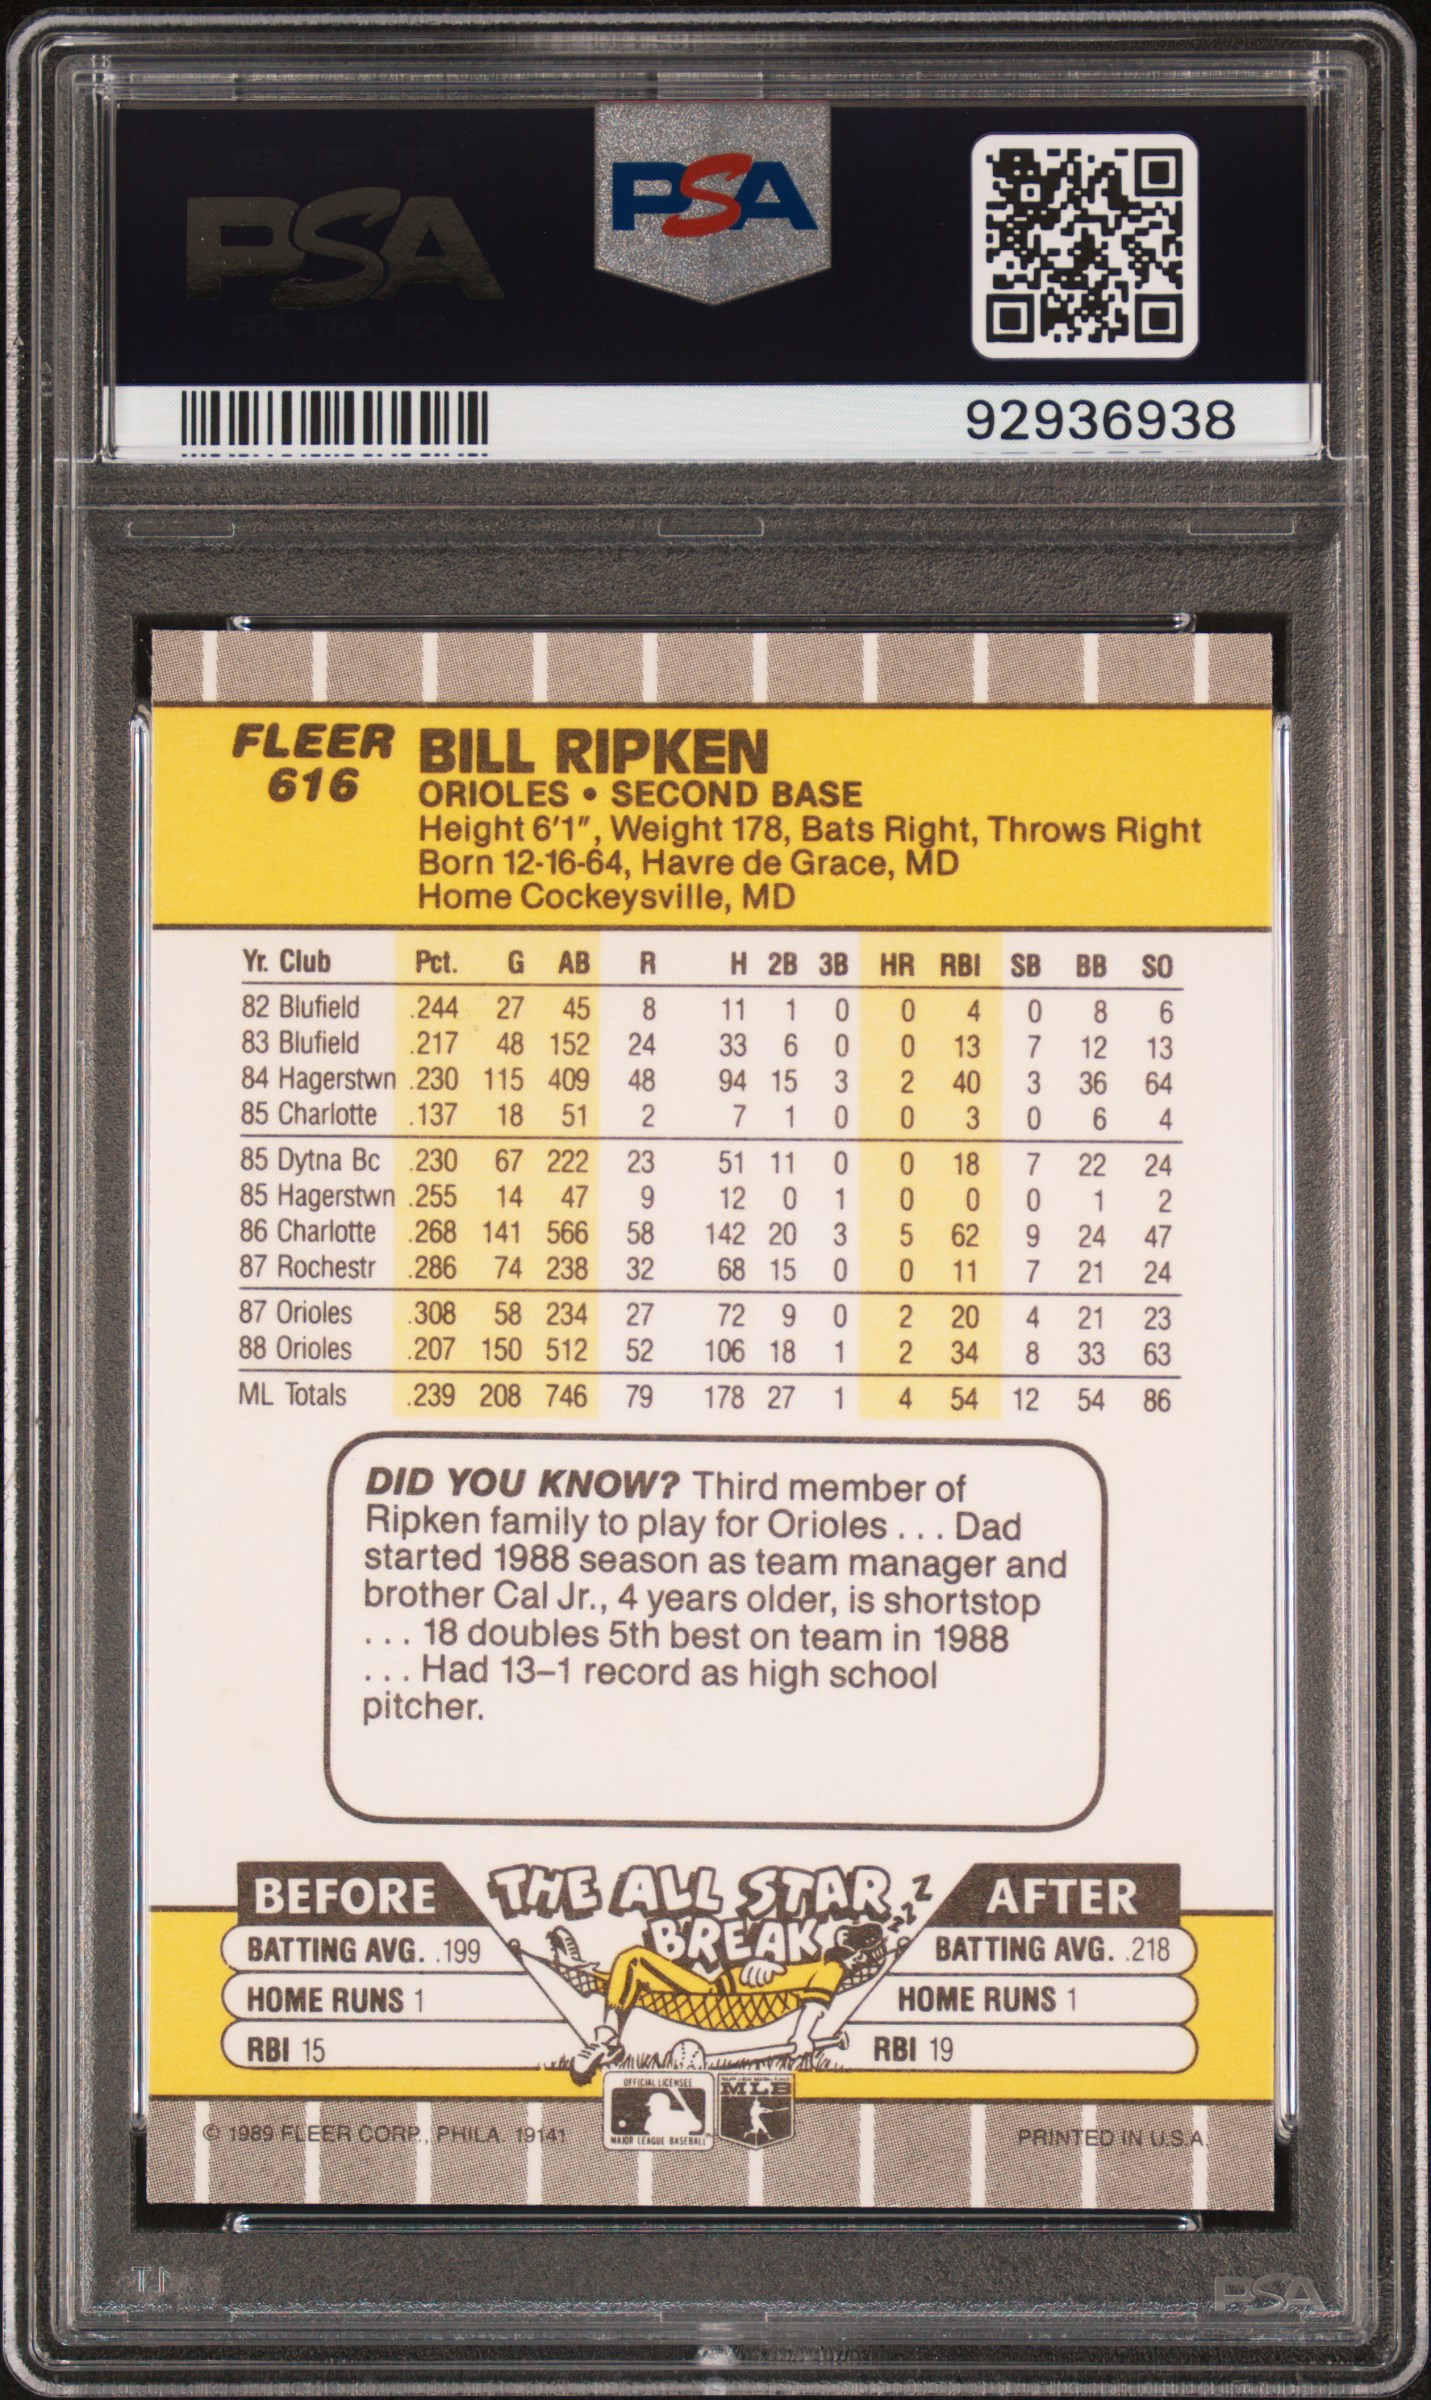 PSA
PSA
92936938
FLEER
616
BILL RIPKEN
ORIOLES • SECOND BASE
Height 6'1", Weight 178, Bats Right, Throws Right
Born 12-16-64, Havre de Grace, MD
Home Cockeysville, MD
Yr. Club Pct. G AB R H 2B 3B HR RBI SB BB SO
82 Blufield .244 27 45 8 11 1 0 0 4 0 8 6
83 Blufield .217 48 152 24 33 6 0 0 13 7 12 13
84 Hagerstwn .230 115 409 48 94 15 3 2 40 3 36 64
85 Charlotte .137 18 51 2 7 1 0 0 3 0 6 4
85 Dytna Bc .230 67 222 23 51 11 0 0 18 7 22 24
85 Hagerstwn .255 14 47 9 12 0 1 0 0 0 1 2
86 Charlotte .268 141 566 58 142 20 3 5 62 9 24 47
87 Rochestr .286 74 238 32 68 15 0 0 11 7 21 24
87 Orioles .308 58 234 27 72 9 0 2 20 4 21 23
88 Orioles .207 150 512 52 106 18 1 2 34 8 33 63
ML Totals .239 208 746 79 178 27 1 4 54 12 54 86
DID YOU KNOW? Third member of
Ripken family to play for Orioles . . . Dad
started 1988 season as team manager and
brother Cal Jr., 4 years older, is shortstop
. . . 18 doubles 5th best on team in 1988
. . . Had 13–1 record as high school
pitcher.
THE ALL STAR
BREAK
Z Z Z Z
BEFORE
BATTING AVG. .199
HOME RUNS 1
RBI 15
AFTER
BATTING AVG. .218
HOME RUNS 1
RBI 19
OFFICIAL LICENSEE
MAJOR LEAGUE BASEBALL
MLB
© 1989 FLEER CORP., PHILA. 19141
PRINTED IN U.S.A.
PSA